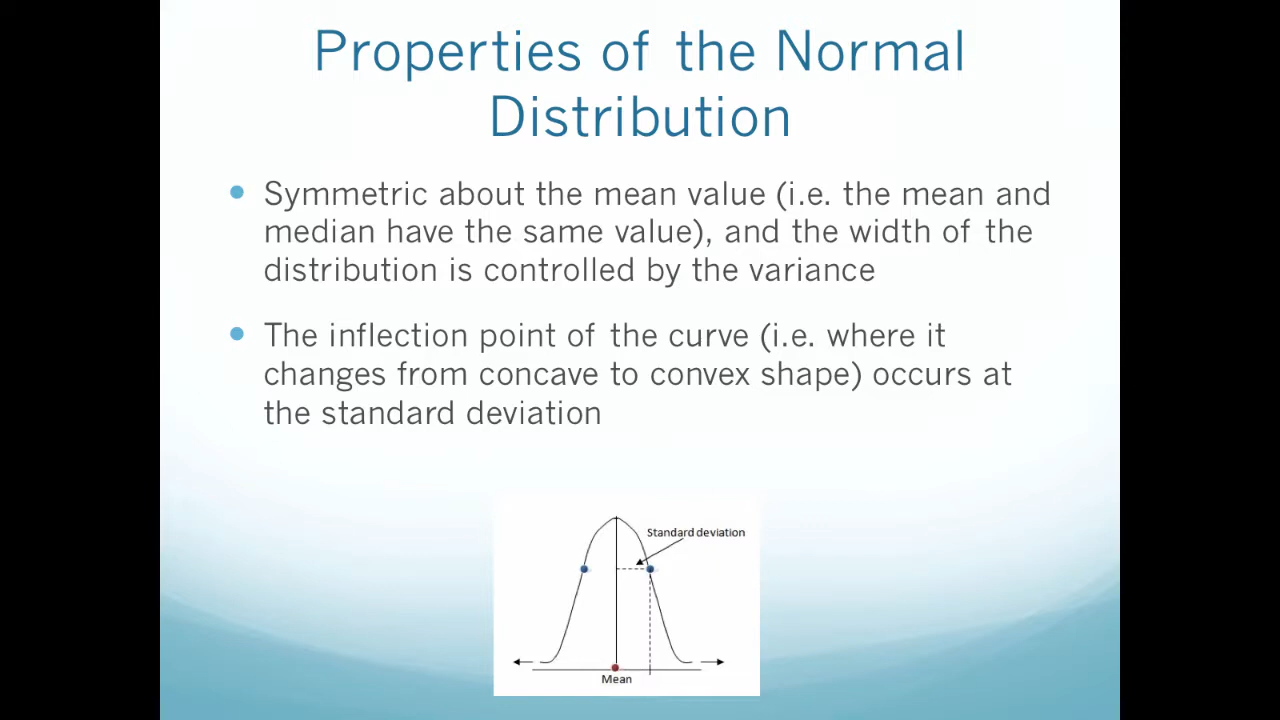 Properties of the Normal
Distribution
Symmetric about the mean value (i.e. the mean and
median have the same value), and the width of the
distribution is controlled by the variance
The inflection point of the curve (i.e. where it
changes from concave to convex shape) occurs at
the standard deviation
Standard deviation
Mean